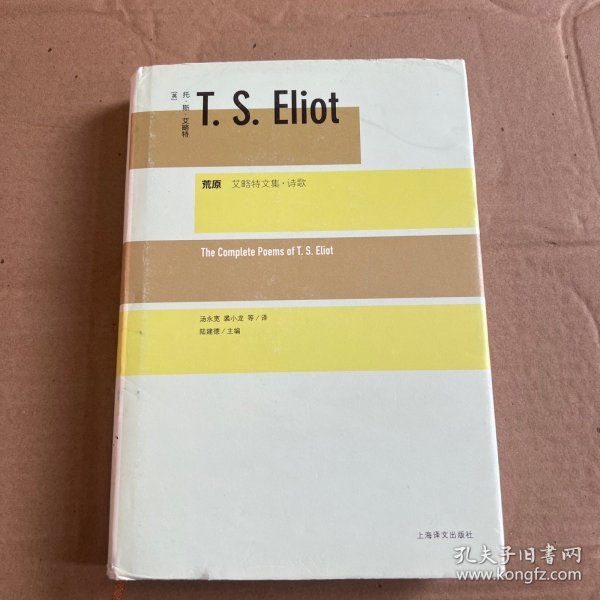 [英]
托·斯·艾略特
T. S. Eliot
荒原 艾略特文集·诗歌
The Complete Poems of T. S. Eliot
汤永宽 裘小龙 等/译
陆建德/主编
上海译文出版社
孔夫子旧书网
www.kongfz.com